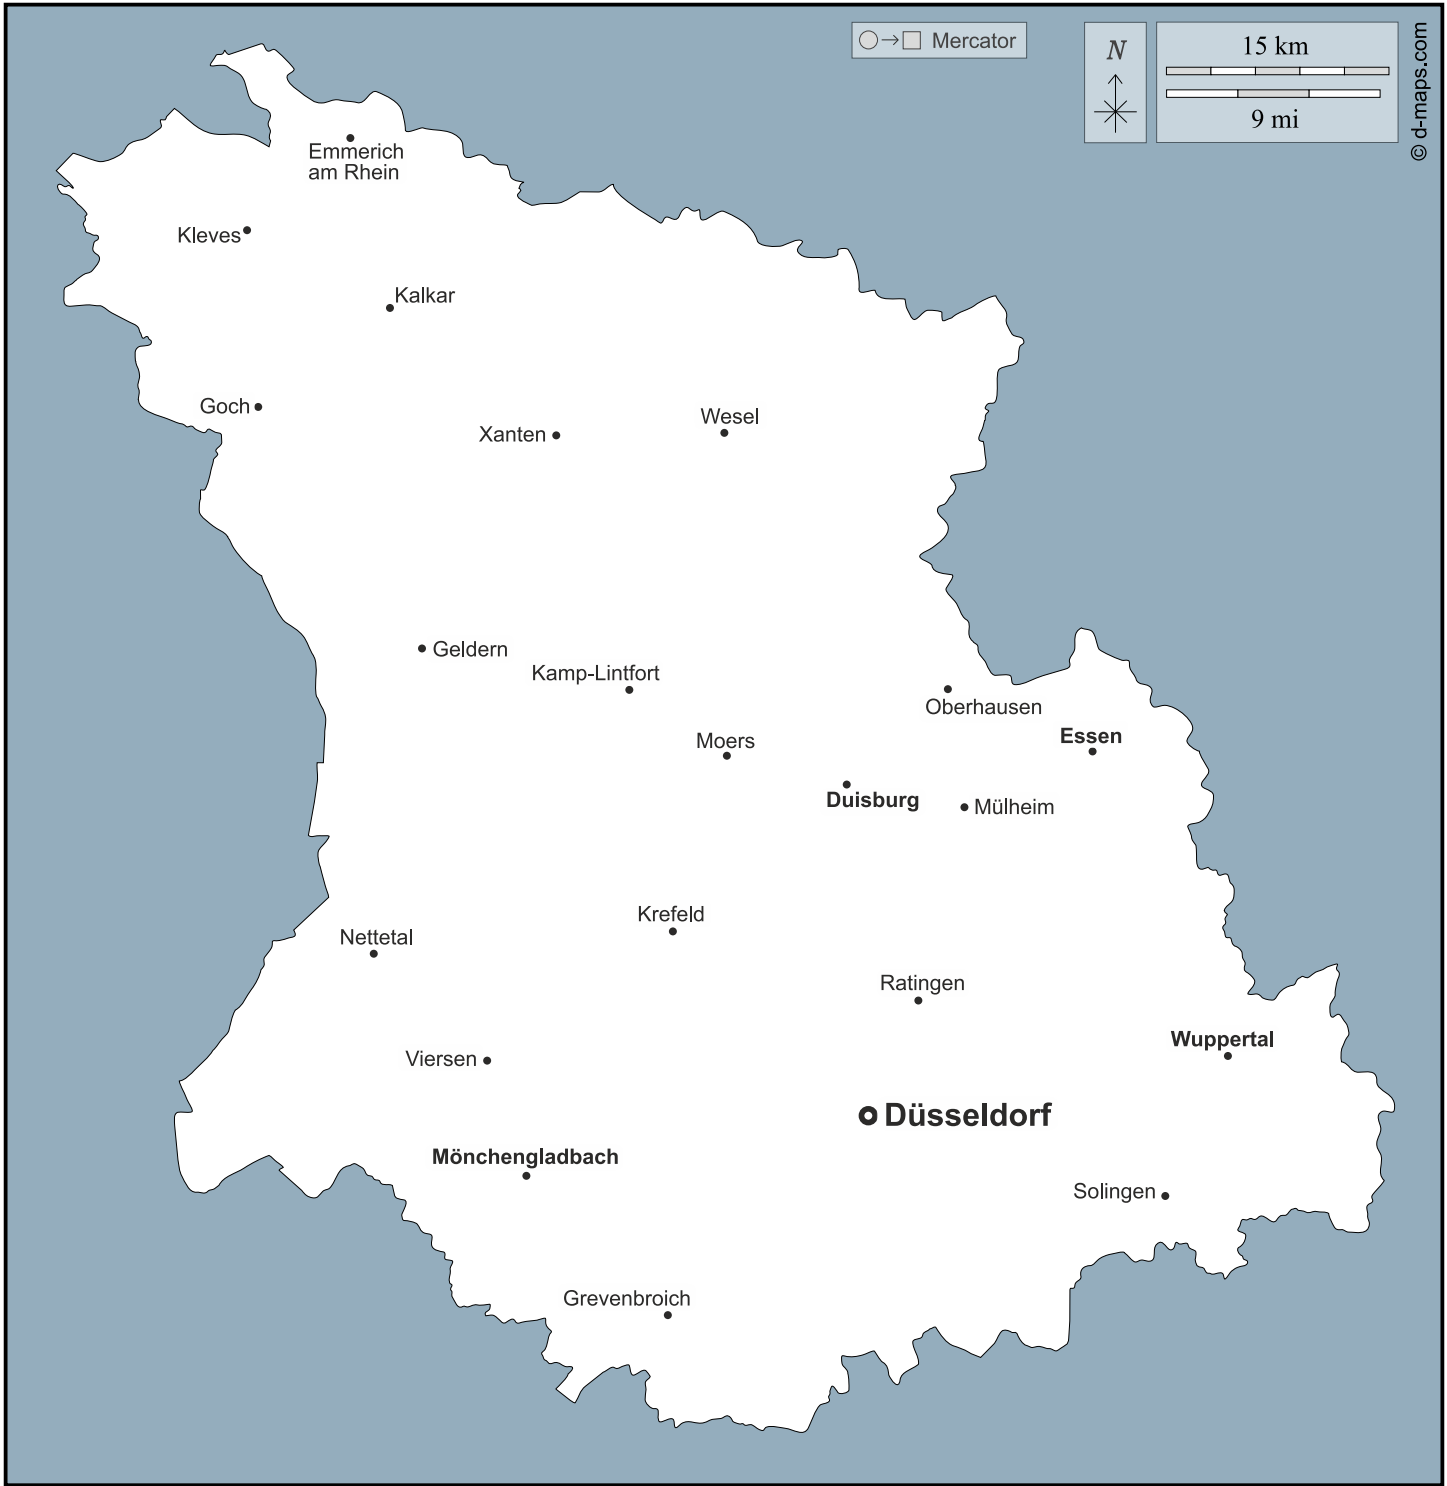 Mercator
N
15 km
9 mi
© d-maps.com
Emmerich
am Rhein
Kleves
Kalkar
Goch
Xanten
Wesel
Geldern
Kamp-Lintfort
Oberhausen
Moers
Essen
Duisburg
Mülheim
Krefeld
Nettetal
Ratingen
Wuppertal
Viersen
Düsseldorf
Mönchengladbach
Solingen
Grevenbroich